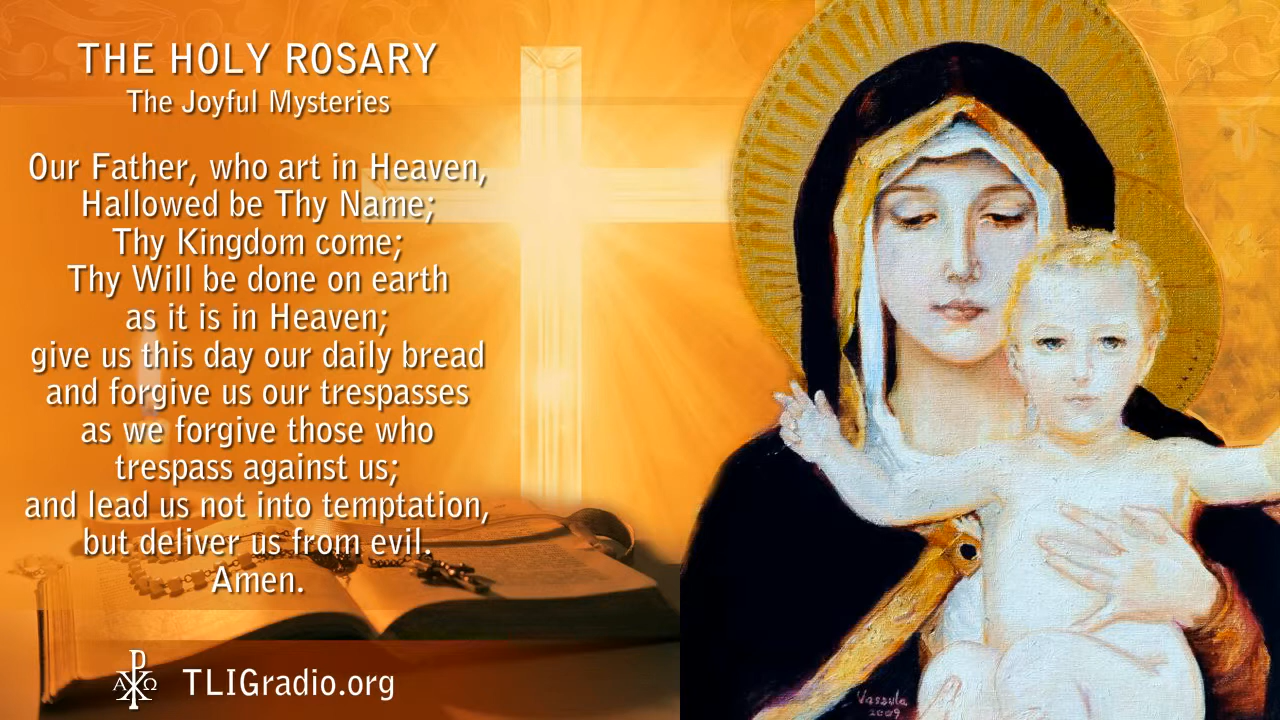 THE HOLY ROSARY
The Joyful Mysteries
Our Father, who art in Heaven,
Hallowed be Thy Name;
Thy Kingdom come;
Thy Will be done on earth
as it is in Heaven;
give us this day our daily bread
and forgive us our trespasses
as we forgive those who
trespass against us;
and lead us not into temptation,
but deliver us from evil.
Amen.
Α Ω
TLIGradio.org
Vassula
2009